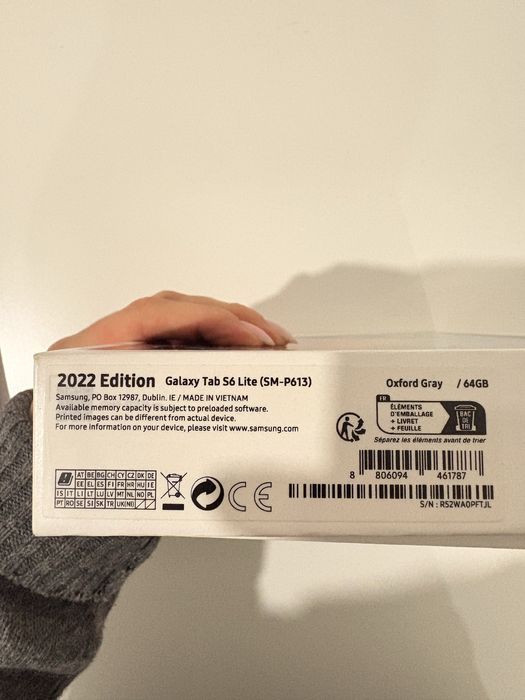 2022 Edition Galaxy Tab S6 Lite (SM-P613)
Samsung, PO Box 12987, Dublin. IE / MADE IN VIETNAM
Available memory capacity is subject to preloaded software.
Printed images can be different from actual device.
For more information on your device, please visit www.samsung.com
Oxford Gray / 64GB
FR
ÉLÉMENTS
D'EMBALLAGE
+ LIVRET
+ FEUILLE
BAC
DE
TRI
Séparez les éléments avant de trier
8 806094 461787
S/N : R52WA0PFTJL
AT BE BG CH CY CZ DK DE
EE EL ES FI FR HR HU IE
IS IT LI LT LU LV MT NL NO PL
PT RO SE SI SK TR UK(NI)
CE